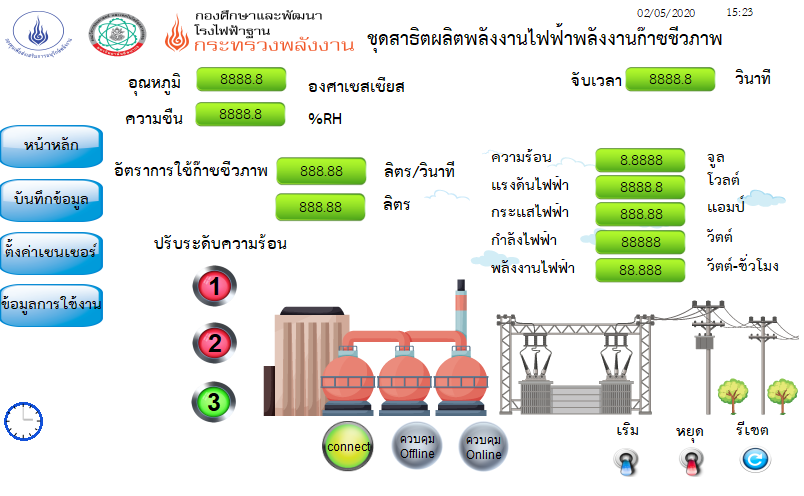 กองศึกษาและพัฒนา
โรงไฟฟ้าฐาน
กระทรวงพลังงาน
02/05/2020 15:23
ชุดสาธิตผลิตพลังงานไฟฟ้าพลังงานก๊าซชีวภาพ
อุณหภูมิ 8888.8 องศาเซสเซียส
จับเวลา 8888.8 วินาที
ความชื้น 8888.8 %RH
หน้าหลัก
บันทึกข้อมูล
ตั้งค่าเซนเซอร์
ข้อมูลการใช้งาน
อัตราการใช้ก๊าซชีวภาพ 888.88 ลิตร/วินาที
888.88 ลิตร
ความร้อน 8.8888 จูล
แรงดันไฟฟ้า 8888.8 โวลต์
กระแสไฟฟ้า 888.88 แอมป์
กำลังไฟฟ้า 88888 วัตต์
พลังงานไฟฟ้า 88.888 วัตต์-ชั่วโมง
ปรับระดับความร้อน
1
2
3
connect
ควบคุม
Offline
ควบคุม
Online
เริ่ม
หยุด
รีเซต